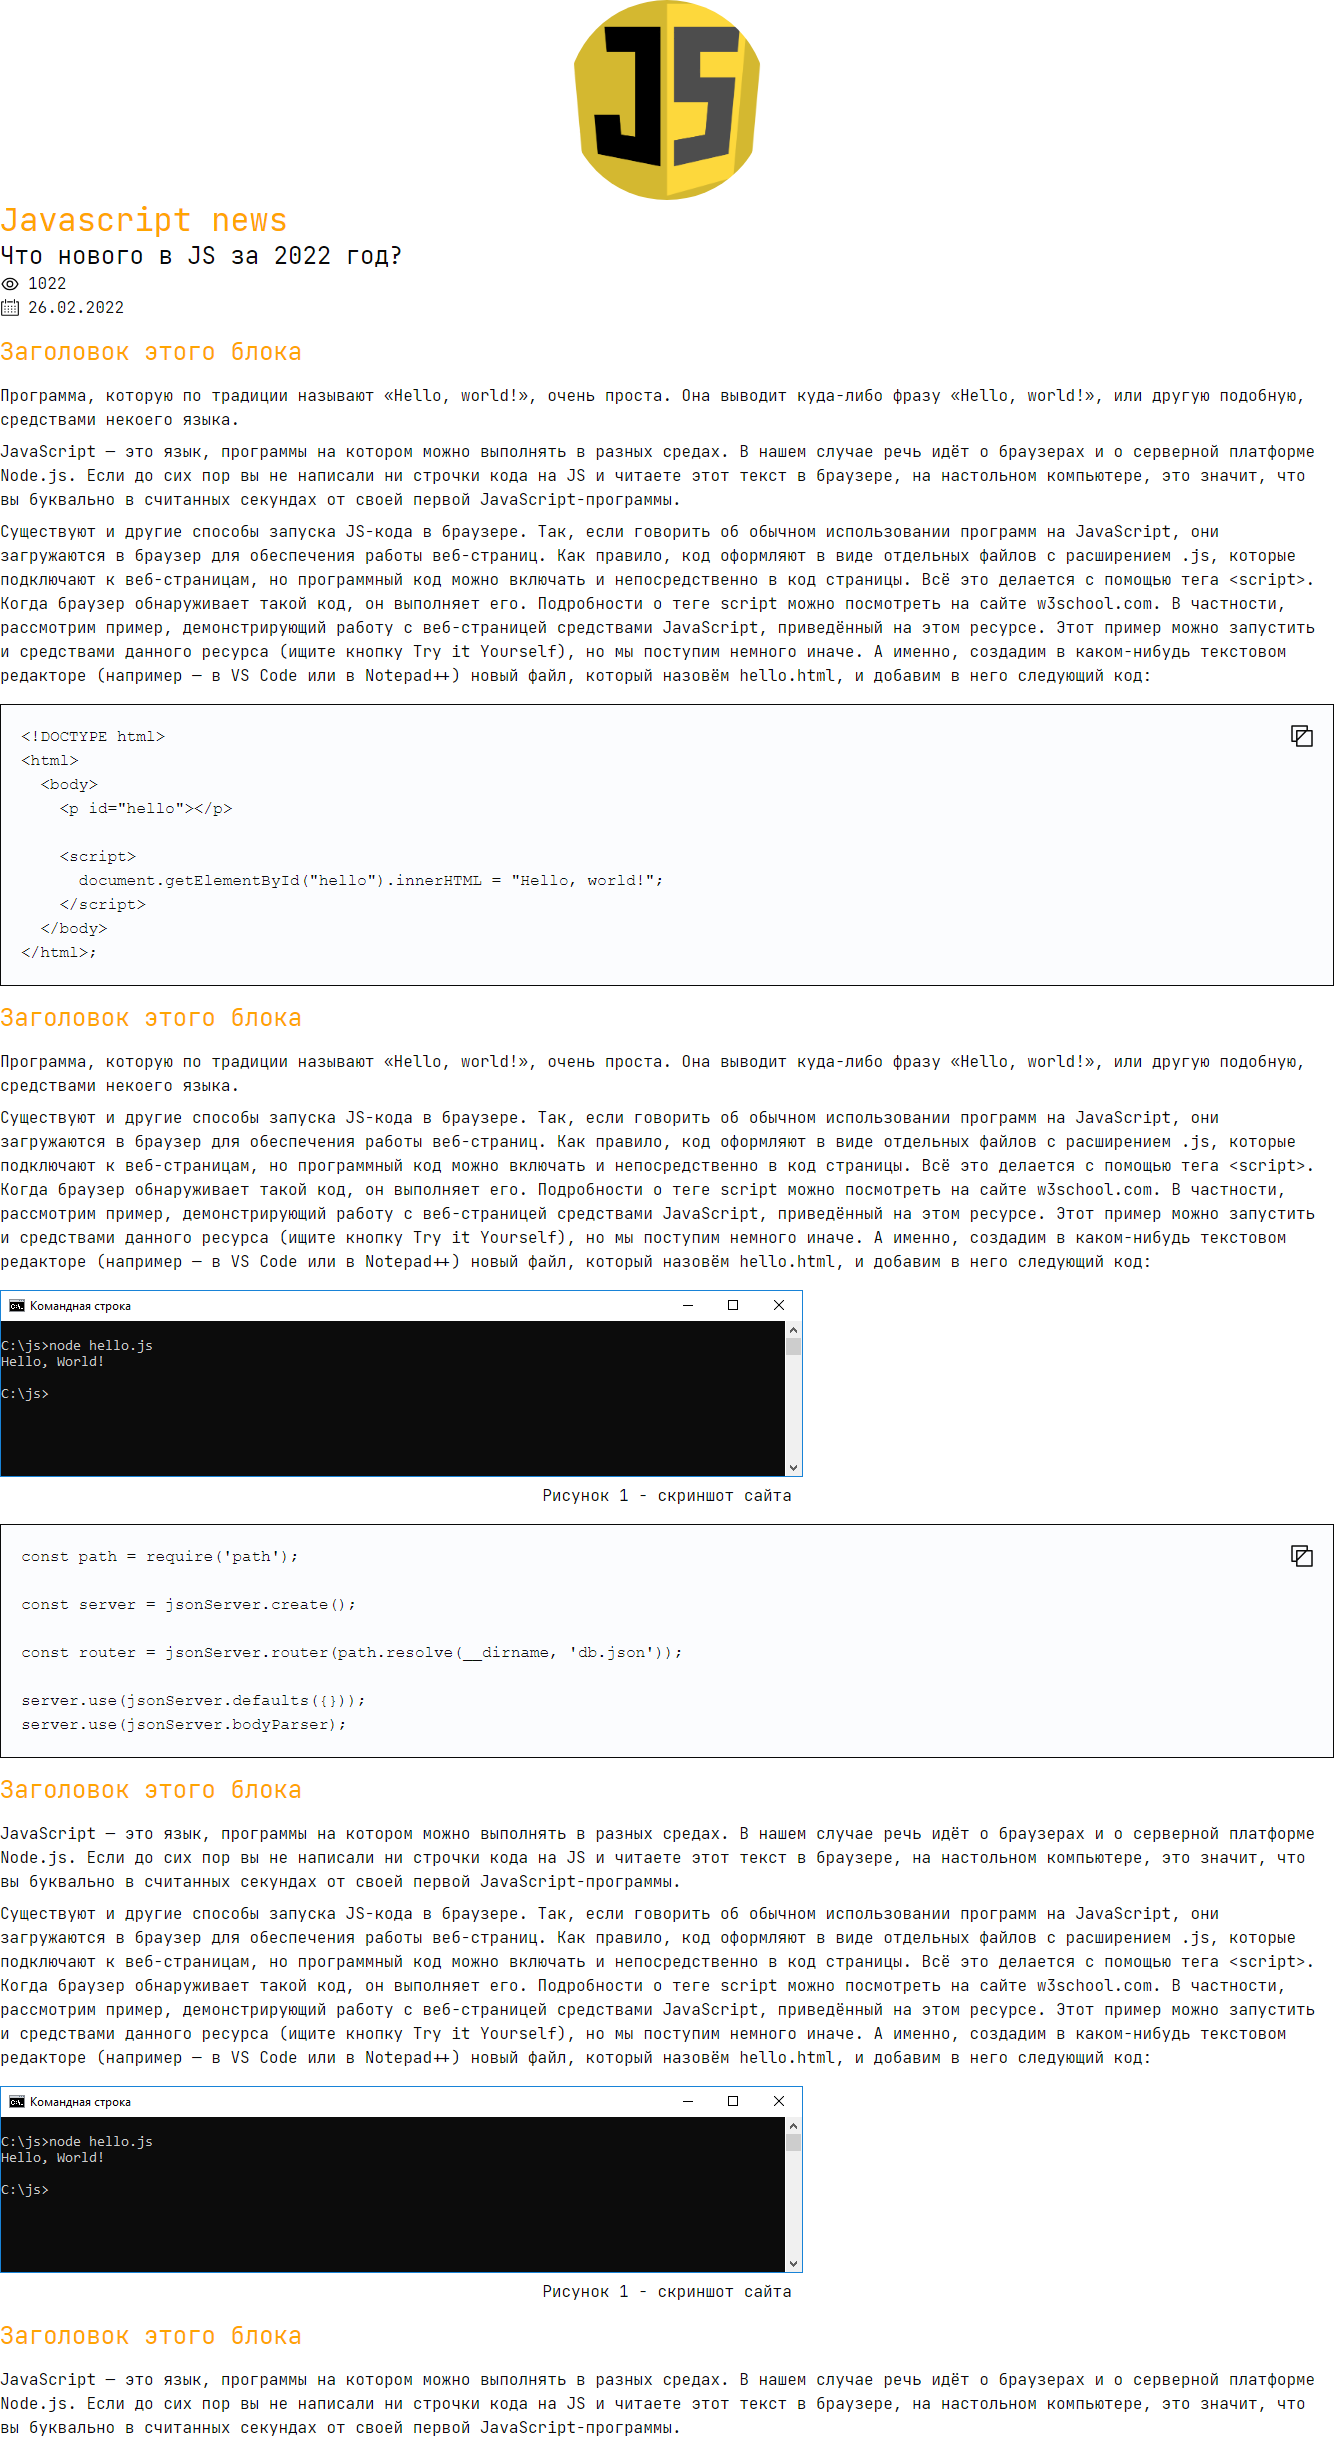 JS
Javascript news
Что нового в JS за 2022 год?
1022
26.02.2022
Заголовок этого блока
Программа, которую по традиции называют «Hello, world!», очень проста. Она выводит куда-либо фразу «Hello, world!», или другую подобную,
средствами некоего языка.
JavaScript — это язык, программы на котором можно выполнять в разных средах. В нашем случае речь идёт о браузерах и о серверной платформе
Node.js. Если до сих пор вы не написали ни строчки кода на JS и читаете этот текст в браузере, на настольном компьютере, это значит, что
вы буквально в считанных секундах от своей первой JavaScript-программы.
Существуют и другие способы запуска JS-кода в браузере. Так, если говорить об обычном использовании программ на JavaScript, они
загружаются в браузер для обеспечения работы веб-страниц. Как правило, код оформляют в виде отдельных файлов с расширением .js, которые
подключают к веб-страницам, но программный код можно включать и непосредственно в код страницы. Всё это делается с помощью тега <script>.
Когда браузер обнаруживает такой код, он выполняет его. Подробности о теге script можно посмотреть на сайте w3school.com. В частности,
рассмотрим пример, демонстрирующий работу с веб-страницей средствами JavaScript, приведённый на этом ресурсе. Этот пример можно запустить
и средствами данного ресурса (ищите кнопку Try it Yourself), но мы поступим немного иначе. А именно, создадим в каком-нибудь текстовом
редакторе (например — в VS Code или в Notepad++) новый файл, который назовём hello.html, и добавим в него следующий код:
<!DOCTYPE html>
<html>
  <body>
    <p id="hello"></p>
    <script>
      document.getElementById("hello").innerHTML = "Hello, world!";
    </script>
  </body>
</html>;
Заголовок этого блока
Программа, которую по традиции называют «Hello, world!», очень проста. Она выводит куда-либо фразу «Hello, world!», или другую подобную,
средствами некоего языка.
Существуют и другие способы запуска JS-кода в браузере. Так, если говорить об обычном использовании программ на JavaScript, они
загружаются в браузер для обеспечения работы веб-страниц. Как правило, код оформляют в виде отдельных файлов с расширением .js, которые
подключают к веб-страницам, но программный код можно включать и непосредственно в код страницы. Всё это делается с помощью тега <script>.
Когда браузер обнаруживает такой код, он выполняет его. Подробности о теге script можно посмотреть на сайте w3school.com. В частности,
рассмотрим пример, демонстрирующий работу с веб-страницей средствами JavaScript, приведённый на этом ресурсе. Этот пример можно запустить
и средствами данного ресурса (ищите кнопку Try it Yourself), но мы поступим немного иначе. А именно, создадим в каком-нибудь текстовом
редакторе (например — в VS Code или в Notepad++) новый файл, который назовём hello.html, и добавим в него следующий код:
Командная строка
C:\js>node hello.js
Hello, World!
C:\js>
Рисунок 1 - скриншот сайта
const path = require('path');
const server = jsonServer.create();
const router = jsonServer.router(path.resolve(__dirname, 'db.json'));
server.use(jsonServer.defaults({}));
server.use(jsonServer.bodyParser);
Заголовок этого блока
JavaScript — это язык, программы на котором можно выполнять в разных средах. В нашем случае речь идёт о браузерах и о серверной платформе
Node.js. Если до сих пор вы не написали ни строчки кода на JS и читаете этот текст в браузере, на настольном компьютере, это значит, что
вы буквально в считанных секундах от своей первой JavaScript-программы.
Существуют и другие способы запуска JS-кода в браузере. Так, если говорить об обычном использовании программ на JavaScript, они
загружаются в браузер для обеспечения работы веб-страниц. Как правило, код оформляют в виде отдельных файлов с расширением .js, которые
подключают к веб-страницам, но программный код можно включать и непосредственно в код страницы. Всё это делается с помощью тега <script>.
Когда браузер обнаруживает такой код, он выполняет его. Подробности о теге script можно посмотреть на сайте w3school.com. В частности,
рассмотрим пример, демонстрирующий работу с веб-страницей средствами JavaScript, приведённый на этом ресурсе. Этот пример можно запустить
и средствами данного ресурса (ищите кнопку Try it Yourself), но мы поступим немного иначе. А именно, создадим в каком-нибудь текстовом
редакторе (например — в VS Code или в Notepad++) новый файл, который назовём hello.html, и добавим в него следующий код:
Командная строка
C:\js>node hello.js
Hello, World!
C:\js>
Рисунок 1 - скриншот сайта
Заголовок этого блока
JavaScript — это язык, программы на котором можно выполнять в разных средах. В нашем случае речь идёт о браузерах и о серверной платформе
Node.js. Если до сих пор вы не написали ни строчки кода на JS и читаете этот текст в браузере, на настольном компьютере, это значит, что
вы буквально в считанных секундах от своей первой JavaScript-программы.